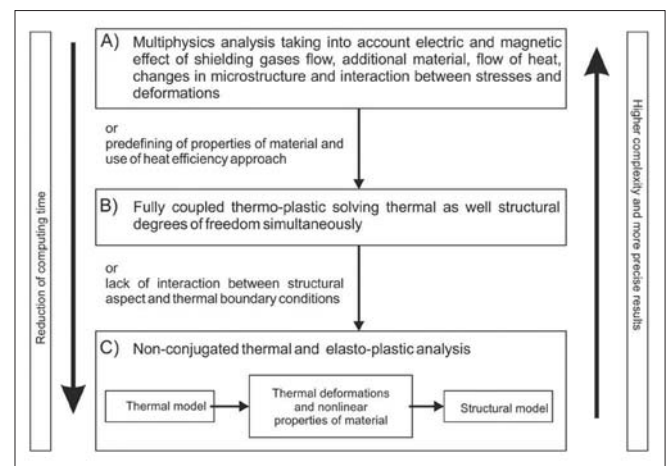 Reduction of computing time
A) Multiphysics analysis taking into account electric and magnetic
effect of shielding gases flow, additional material, flow of heat,
changes in microstructure and interaction between stresses and
deformations
or
predefining of properties of material and
use of heat efficiency approach
B) Fully coupled thermo-plastic solving thermal as well structural
degrees of freedom simultaneously
or
lack of interaction between structural
aspect and thermal boundary conditions
C) Non-conjugated thermal and elasto-plastic analysis
Thermal model
Thermal deformations
and nonlinear
properties of material
Structural model
Higher complexity and more precise results